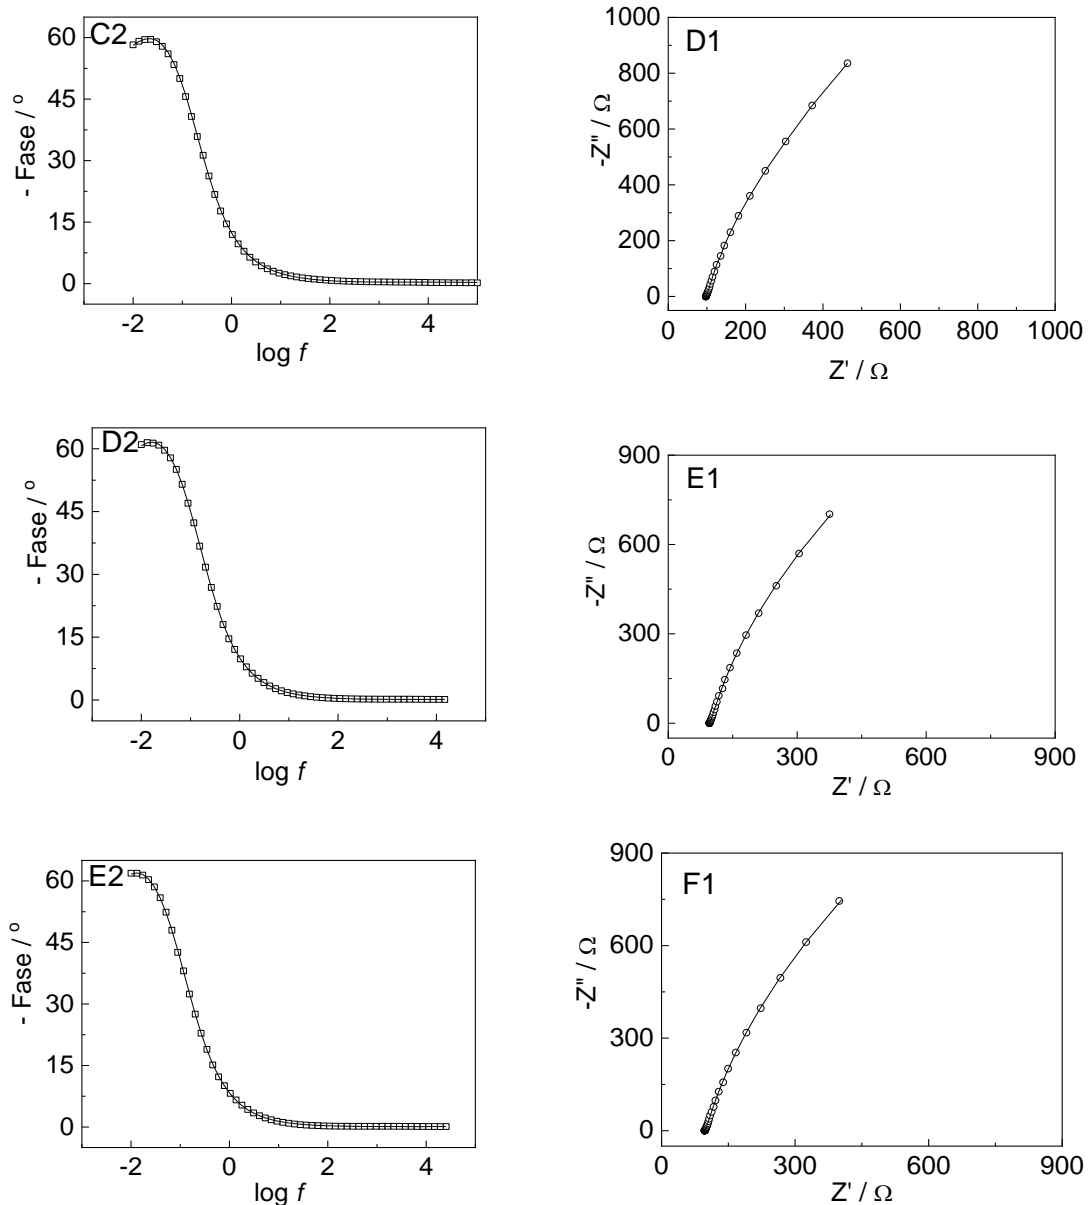 C2
- Fase / º
60
45
30
15
0
-2 0 2 4
log f
D1
-Z" / Ω
1000
800
600
400
200
0
0 200 400 600 800 1000
Z' / Ω
D2
- Fase / º
60
45
30
15
0
-2 0 2 4
log f
E1
-Z" / Ω
900
600
300
0
0 300 600 900
Z' / Ω
E2
- Fase / º
60
45
30
15
0
-2 0 2 4
log f
F1
-Z" / Ω
900
600
300
0
0 300 600 900
Z' / Ω